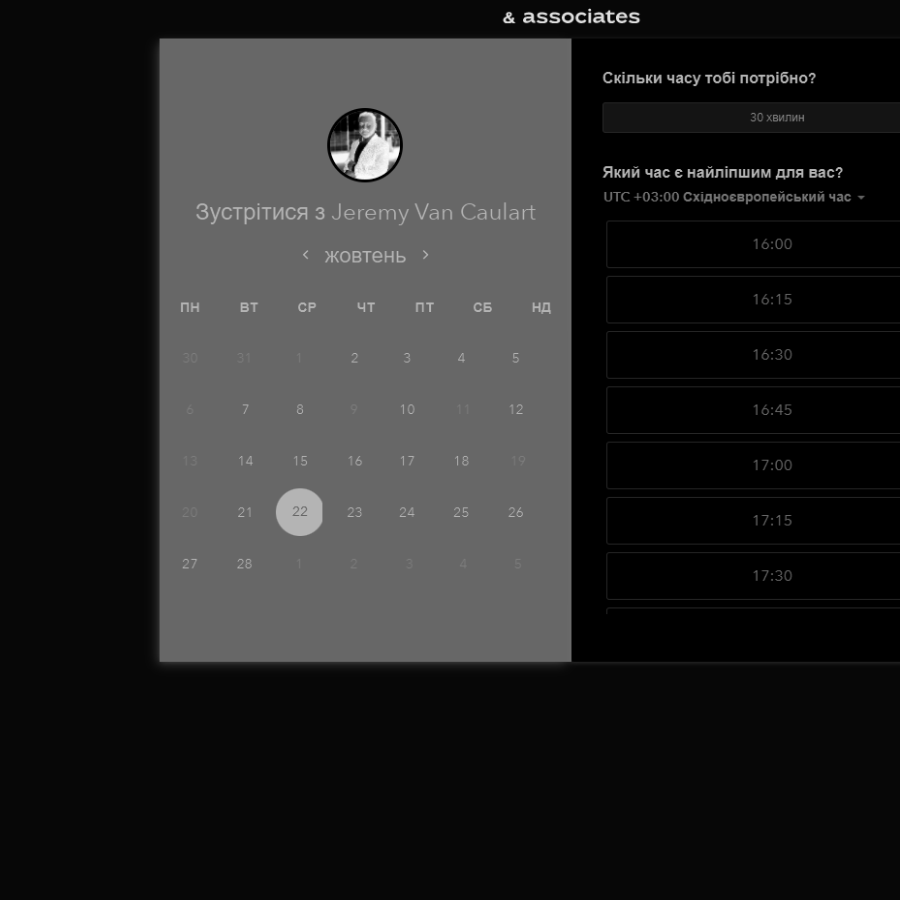 & associates
Зустрітися з Jeremy Van Caulart
жовтень
ПН ВТ СР ЧТ ПТ СБ НД
30 31 1 2 3 4 5
6 7 8 9 10 11 12
13 14 15 16 17 18 19
20 21 22 23 24 25 26
27 28 1 2 3 4 5
Скільки часу тобі потрібно?
30 хвилин
Який час є найліпшим для вас?
UTC +03:00 Східноєвропейський час
16:00
16:15
16:30
16:45
17:00
17:15
17:30